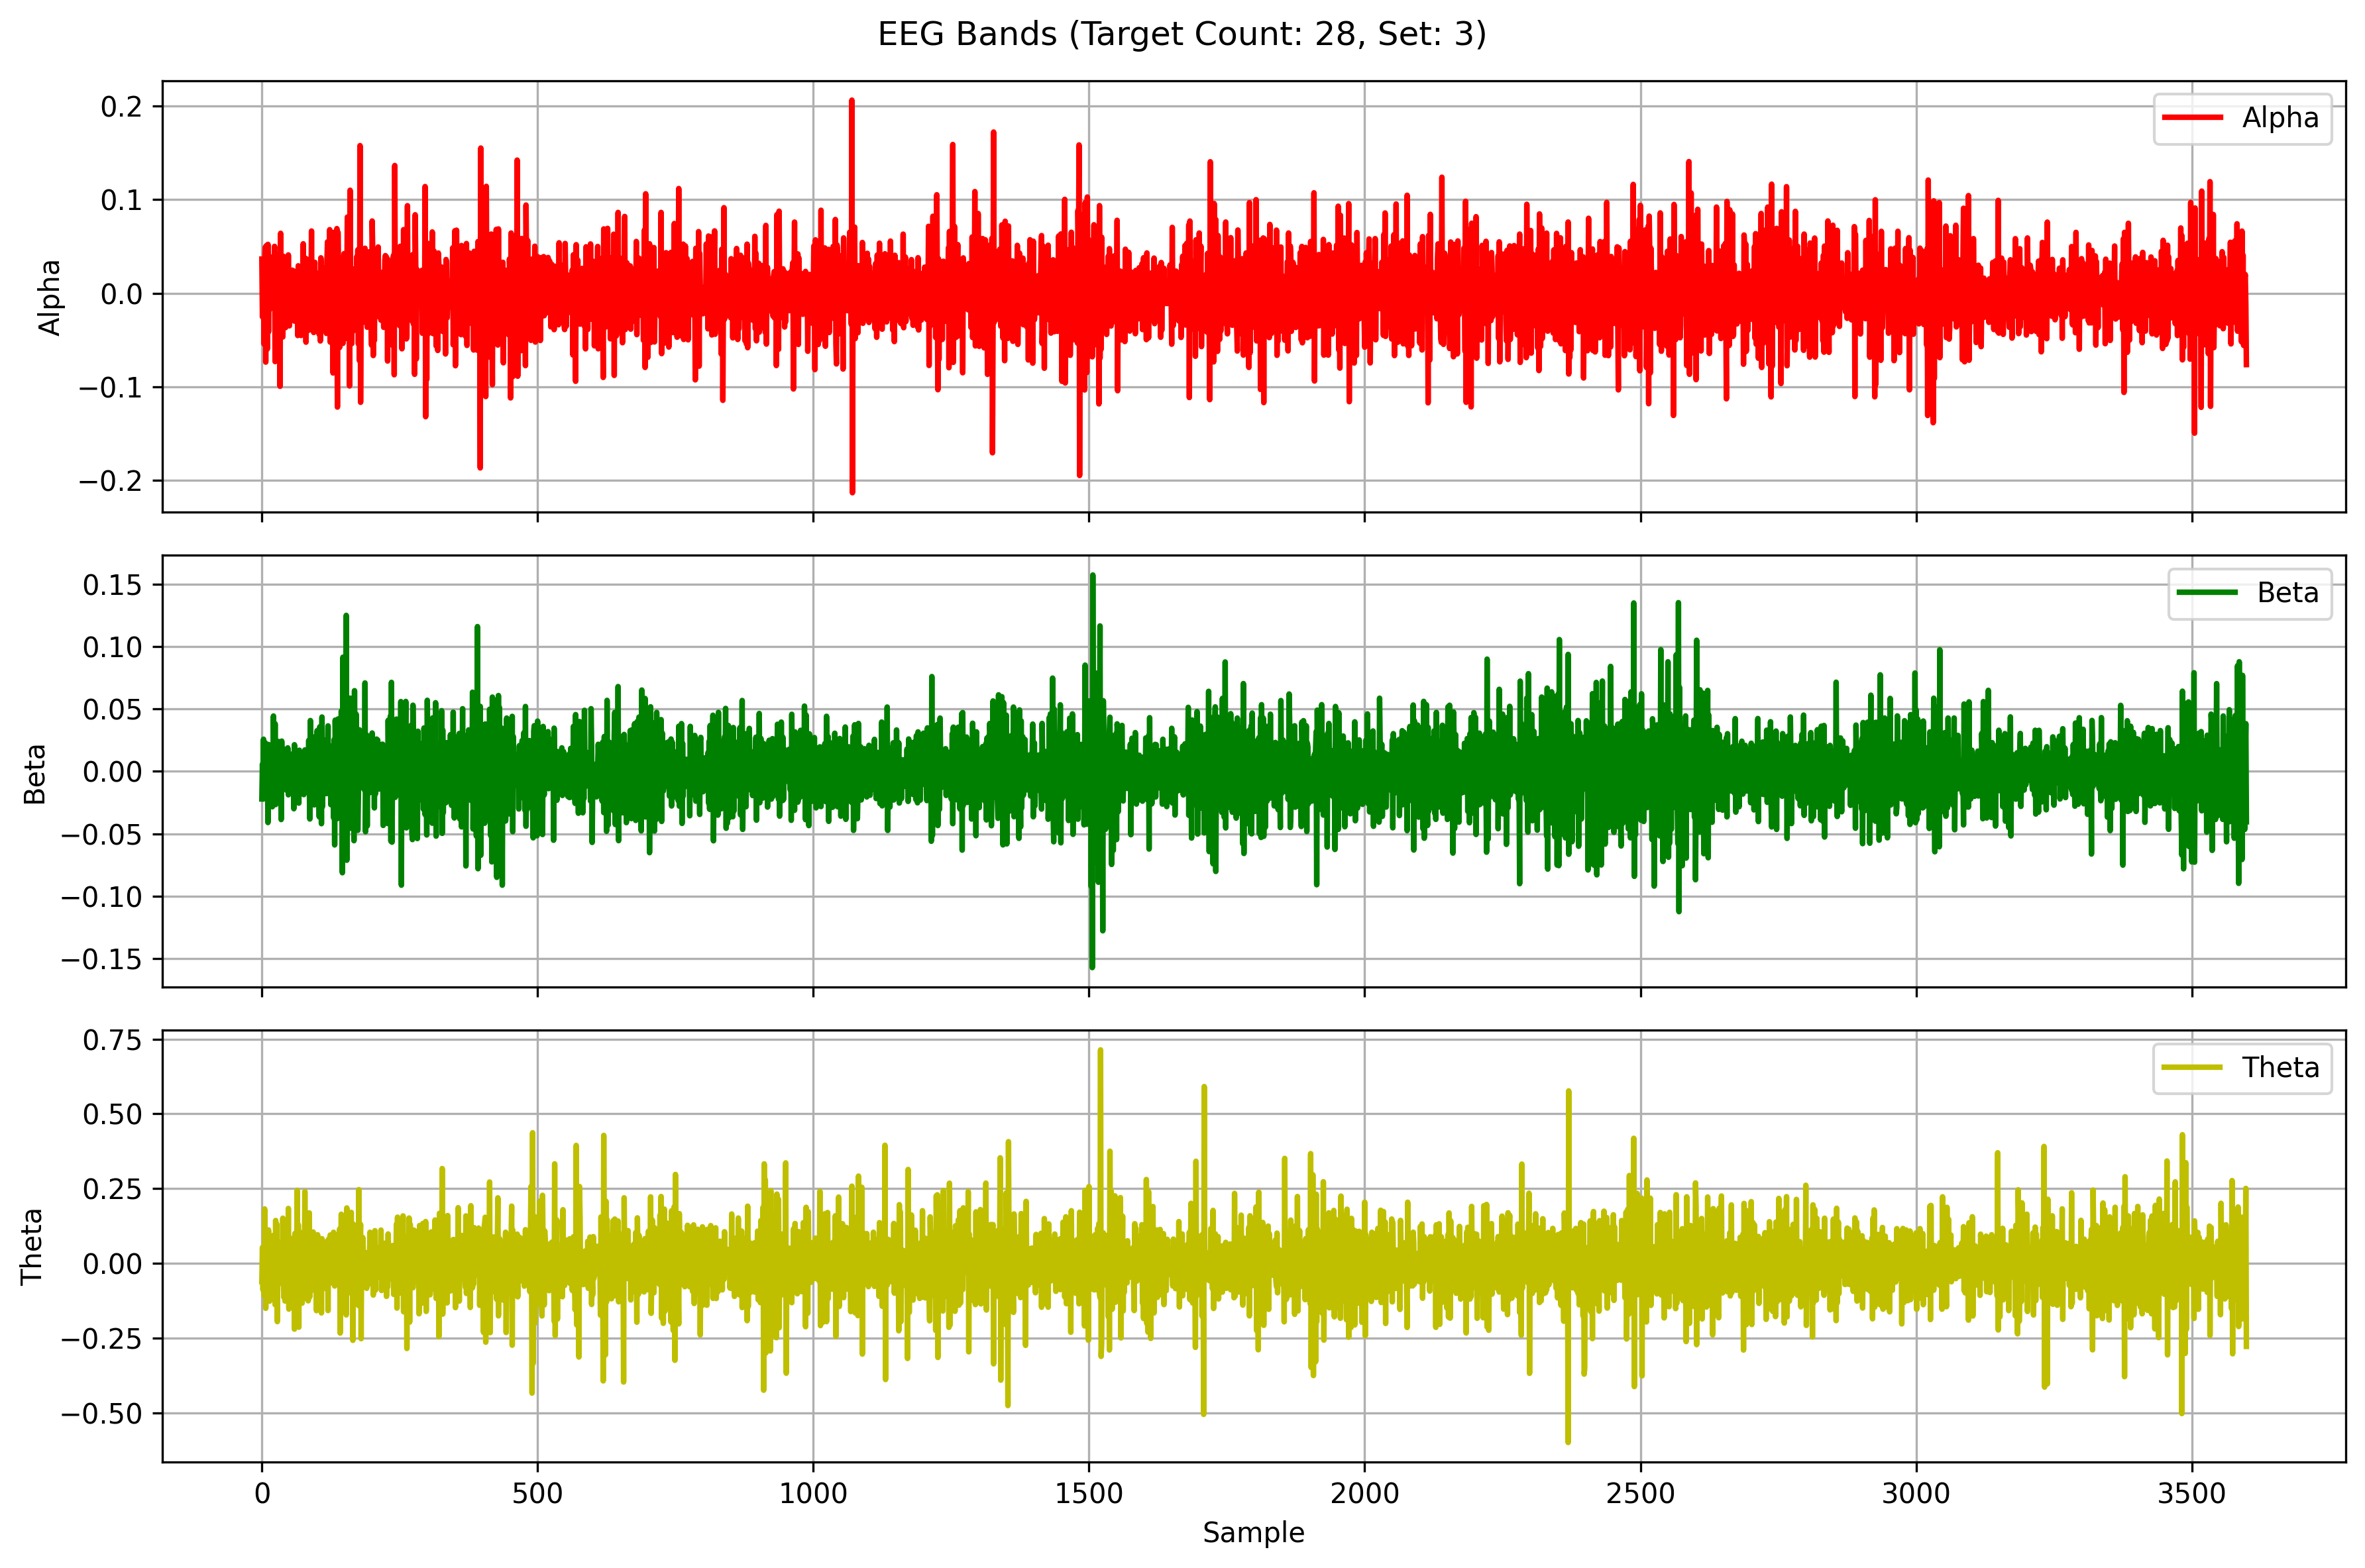 EEG Bands (Target Count: 28, Set: 3)
0.2
0.1
0.0
−0.1
−0.2
Alpha
Alpha
0.15
0.10
0.05
0.00
−0.05
−0.10
−0.15
Beta
Beta
0.75
0.50
0.25
0.00
−0.25
−0.50
Theta
Theta
0 500 1000 1500 2000 2500 3000 3500
Sample